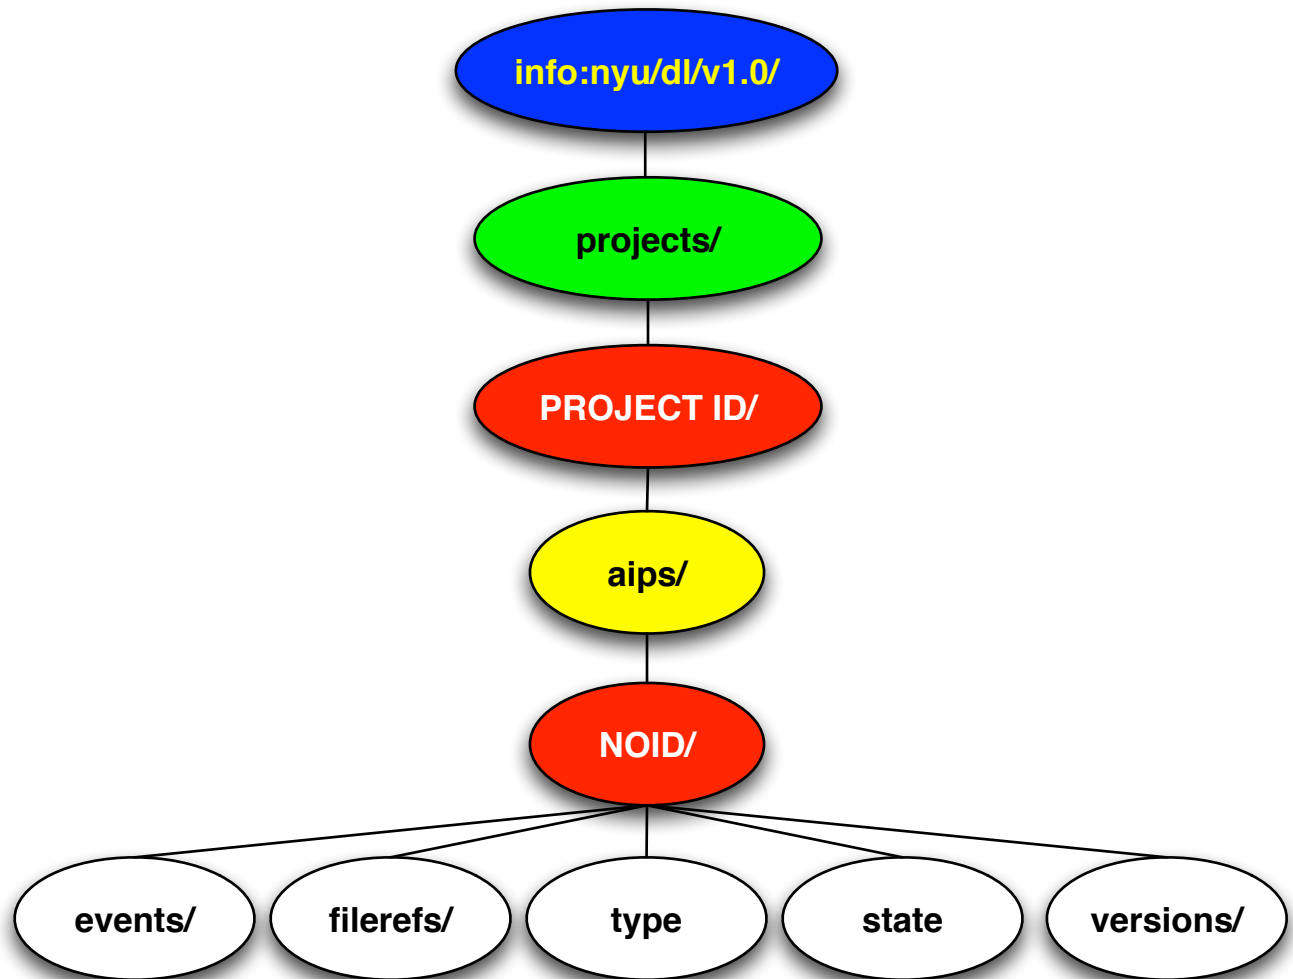 info:nyu/dl/v1.0/
projects/
PROJECT ID/
aips/
NOID/
events/
filerefs/
type
state
versions/